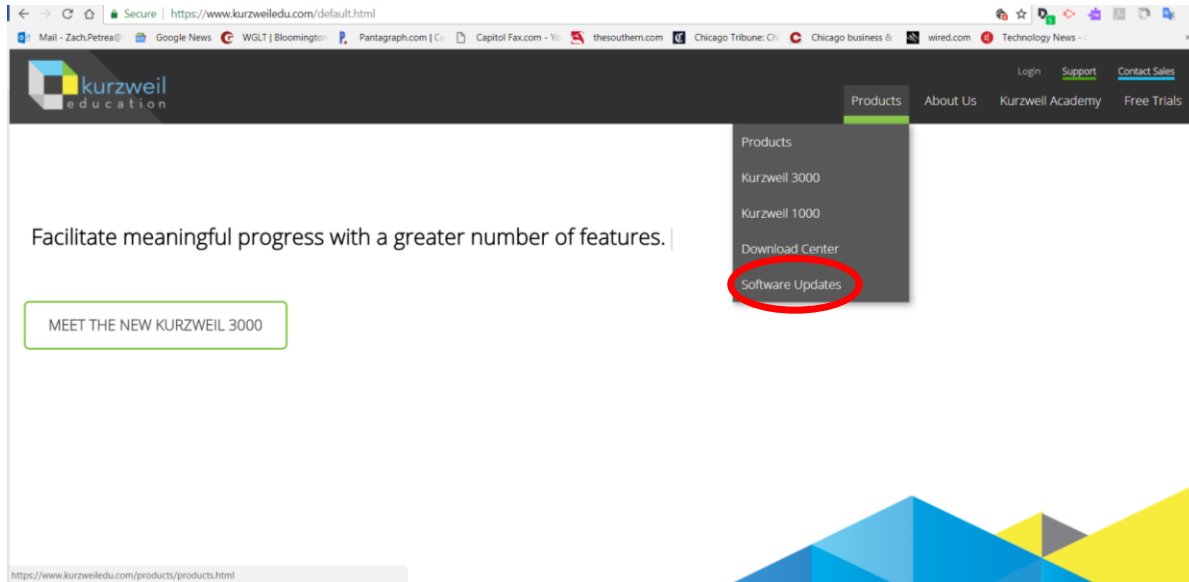 Secure | https://www.kurzweiledu.com/default.html
Mail - Zach.Petrea Google News WGLT | Bloomington Pantagraph.com | Capitol Fax.com - Yo thesouthern.com Chicago Tribune: Ch Chicago business & wired.com Technology News -
kurzweil
education
Login Support Contact Sales
Products About Us Kurzweil Academy Free Trials
Products
Kurzweil 3000
Kurzweil 1000
Download Center
Software Updates
Facilitate meaningful progress with a greater number of features.
MEET THE NEW KURZWEIL 3000
https://www.kurzweiledu.com/products/products.html